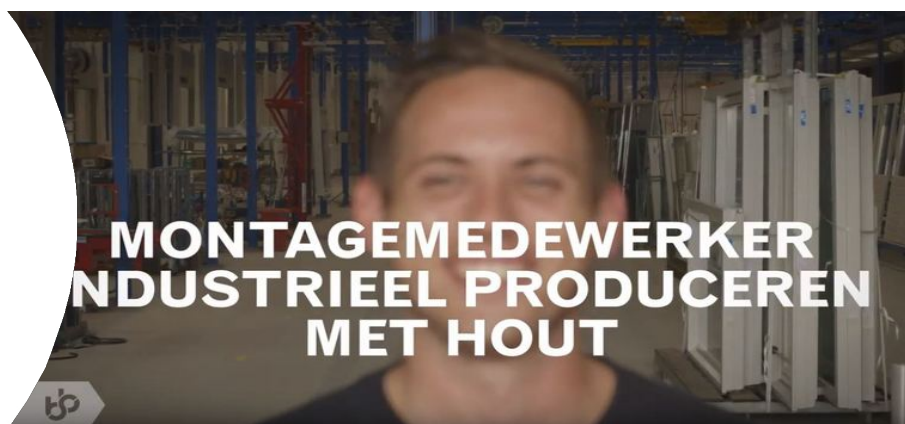 MONTAGEMEDEWERKER
NDUSTRIEEL PRODUCEREN
MET HOUT